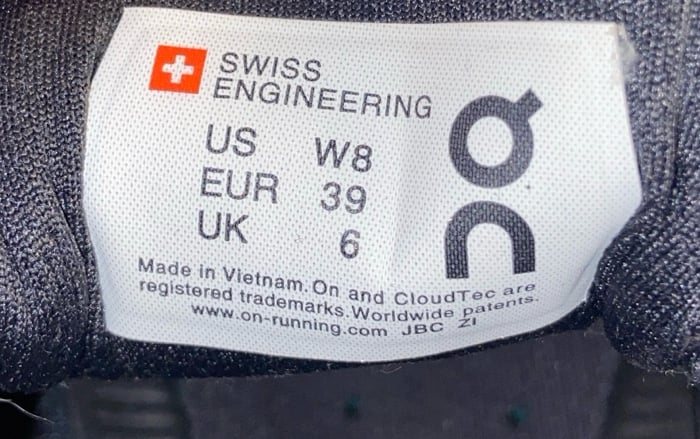 SWISS
ENGINEERING
US W8
EUR 39
UK 6
On
Made in Vietnam. On and CloudTec are
registered trademarks. Worldwide patents.
www.on-running.com JBC ZI